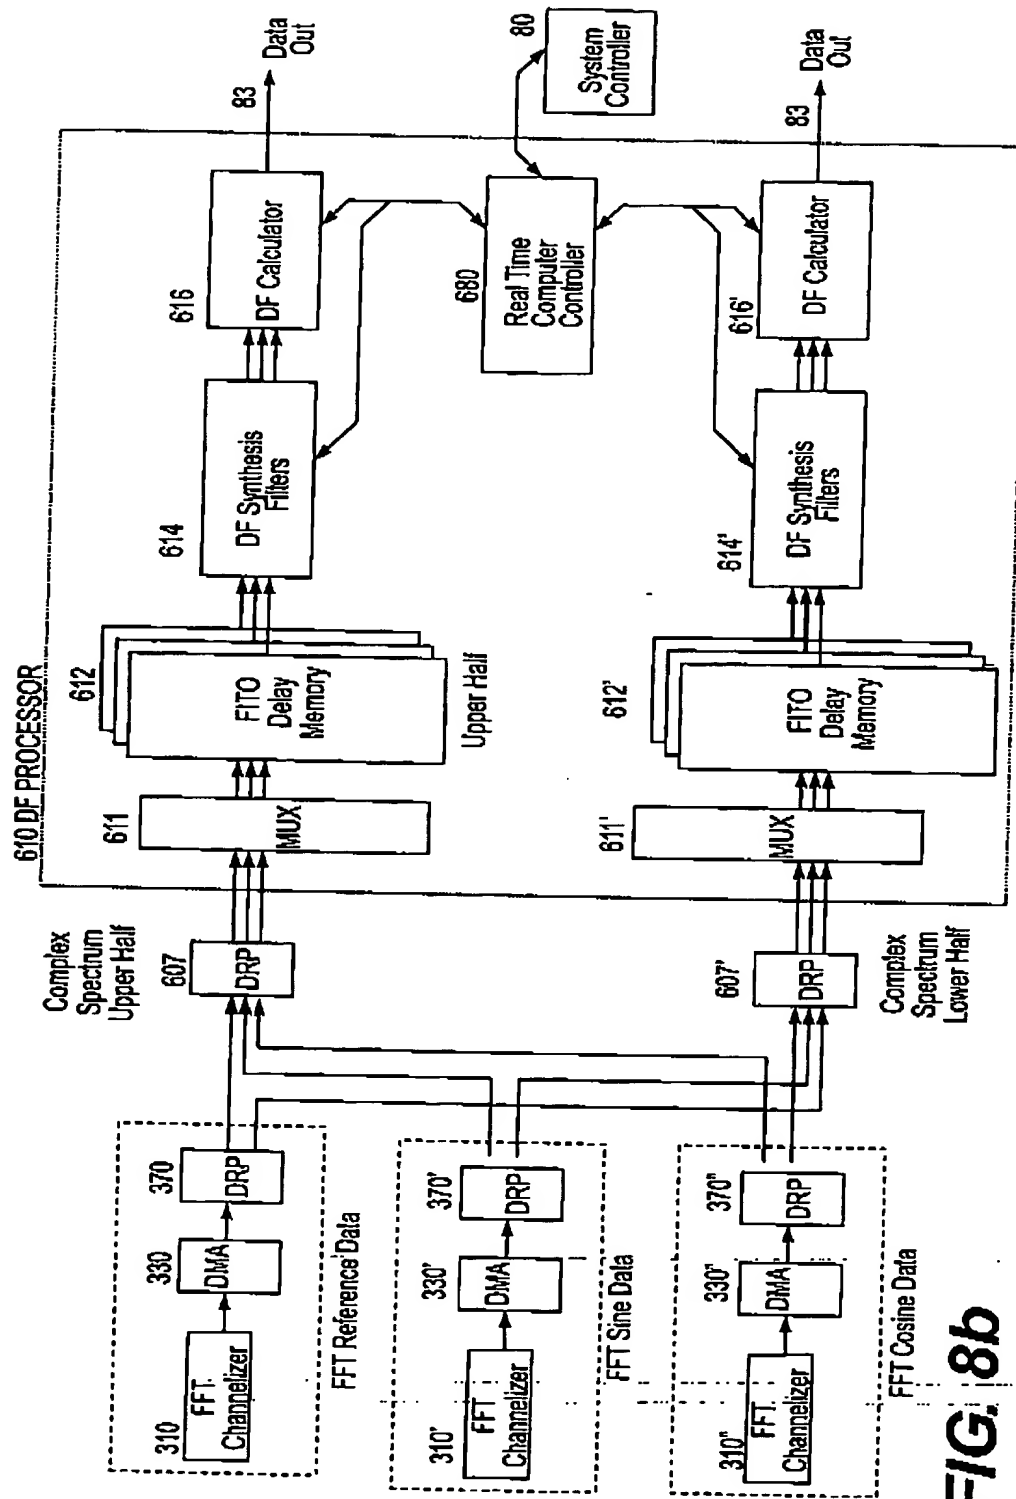 610 DF PROCESSOR
310
FFT
Channelizer
330
DMA
370
DRP
FFT Reference Data
310'
FFT
Channelizer
330'
DMA
370'
DRP
FFT Sine Data
310"
FFT
Channelizer
330"
DMA
370"
DRP
FFT Cosine Data
Complex
Spectrum
Upper Half
607
DRP
611
MUX
612
FITO
Delay
Memory
Upper Half
614
DF Synthesis
Filters
616
DF Calculator
83
Data
Out
680
Real Time
Computer
Controller
80
System
Controller
607'
DRP
Complex
Spectrum
Lower Half
611'
MUX
612'
FITO
Delay
Memory
614'
DF Synthesis
Filters
616'
DF Calculator
83
Data
Out
FIG. 8b